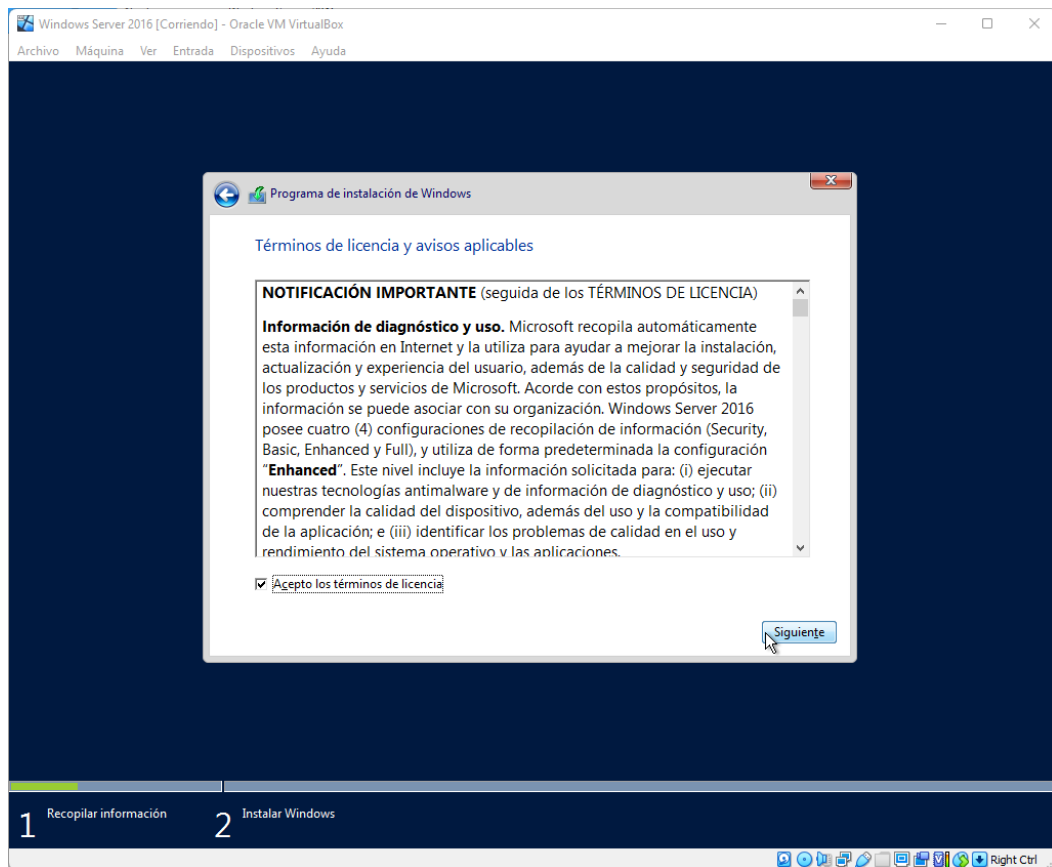 Windows Server 2016 [Corriendo] - Oracle VM VirtualBox
Archivo Máquina Ver Entrada Dispositivos Ayuda
Programa de instalación de Windows
Términos de licencia y avisos aplicables
NOTIFICACIÓN IMPORTANTE (seguida de los TÉRMINOS DE LICENCIA)
Información de diagnóstico y uso. Microsoft recopila automáticamente
esta información en Internet y la utiliza para ayudar a mejorar la instalación,
actualización y experiencia del usuario, además de la calidad y seguridad de
los productos y servicios de Microsoft. Acorde con estos propósitos, la
información se puede asociar con su organización. Windows Server 2016
posee cuatro (4) configuraciones de recopilación de información (Security,
Basic, Enhanced y Full), y utiliza de forma predeterminada la configuración
“Enhanced”. Este nivel incluye la información solicitada para: (i) ejecutar
nuestras tecnologías antimalware y de información de diagnóstico y uso; (ii)
comprender la calidad del dispositivo, además del uso y la compatibilidad
de la aplicación; e (iii) identificar los problemas de calidad en el uso y
rendimiento del sistema operativo y las aplicaciones.
Acepto los términos de licencia
Siguiente
1 Recopilar información 2 Instalar Windows
Right Ctrl